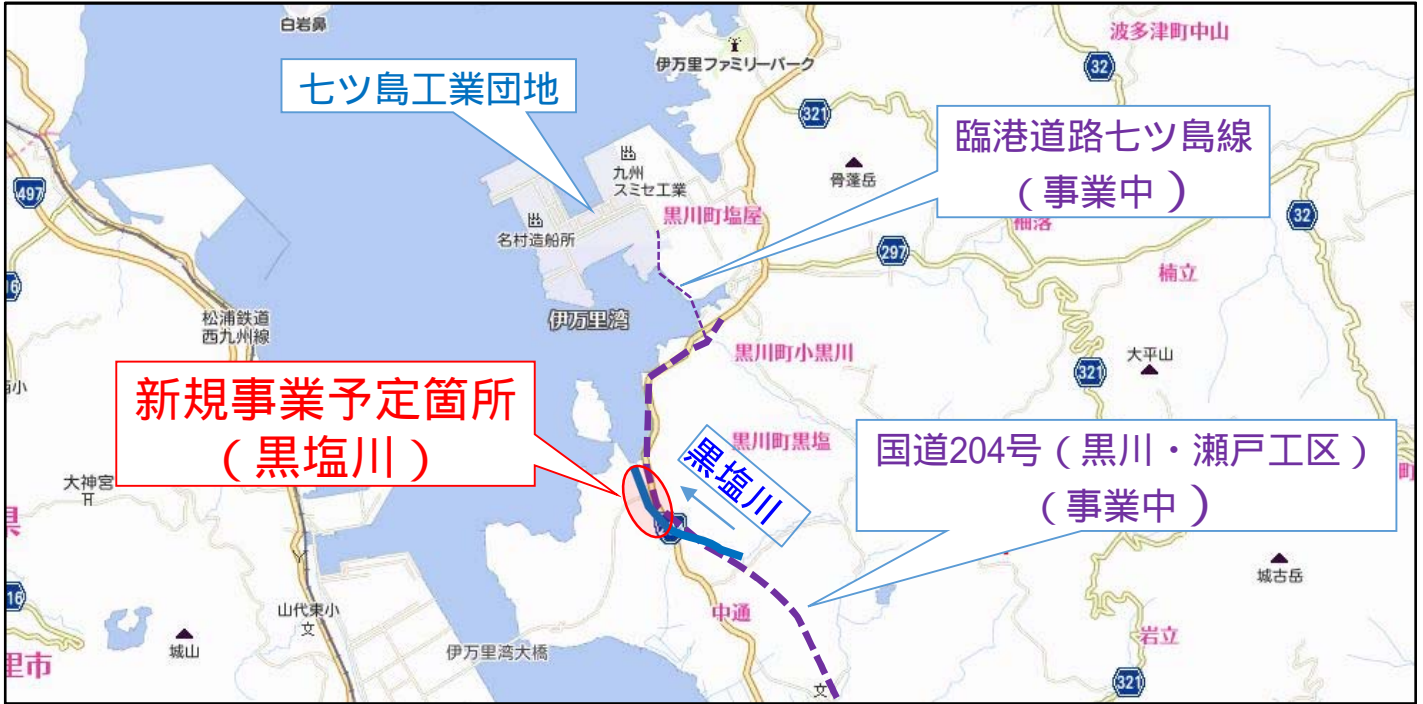 白岩鼻
波多津町中山
伊万里ファミリーパーク
32
七ツ島工業団地
321
臨港道路七ツ島線
（事業中）
九州
スミセ工業
骨蓬岳
497
黒川町塩屋
32
名村造船所
297
楠立
松浦鉄道
西九州線
伊万里湾
黒川町小黒川
大平山
321
新規事業予定箇所
（黒塩川）
黒川町黒塩
国道204号（黒川・瀬戸工区）
（事業中）
黒塩川
大神宮
城古岳
山代東小
文
中通
岩立
城山
伊万里湾大橋
里市
文
321